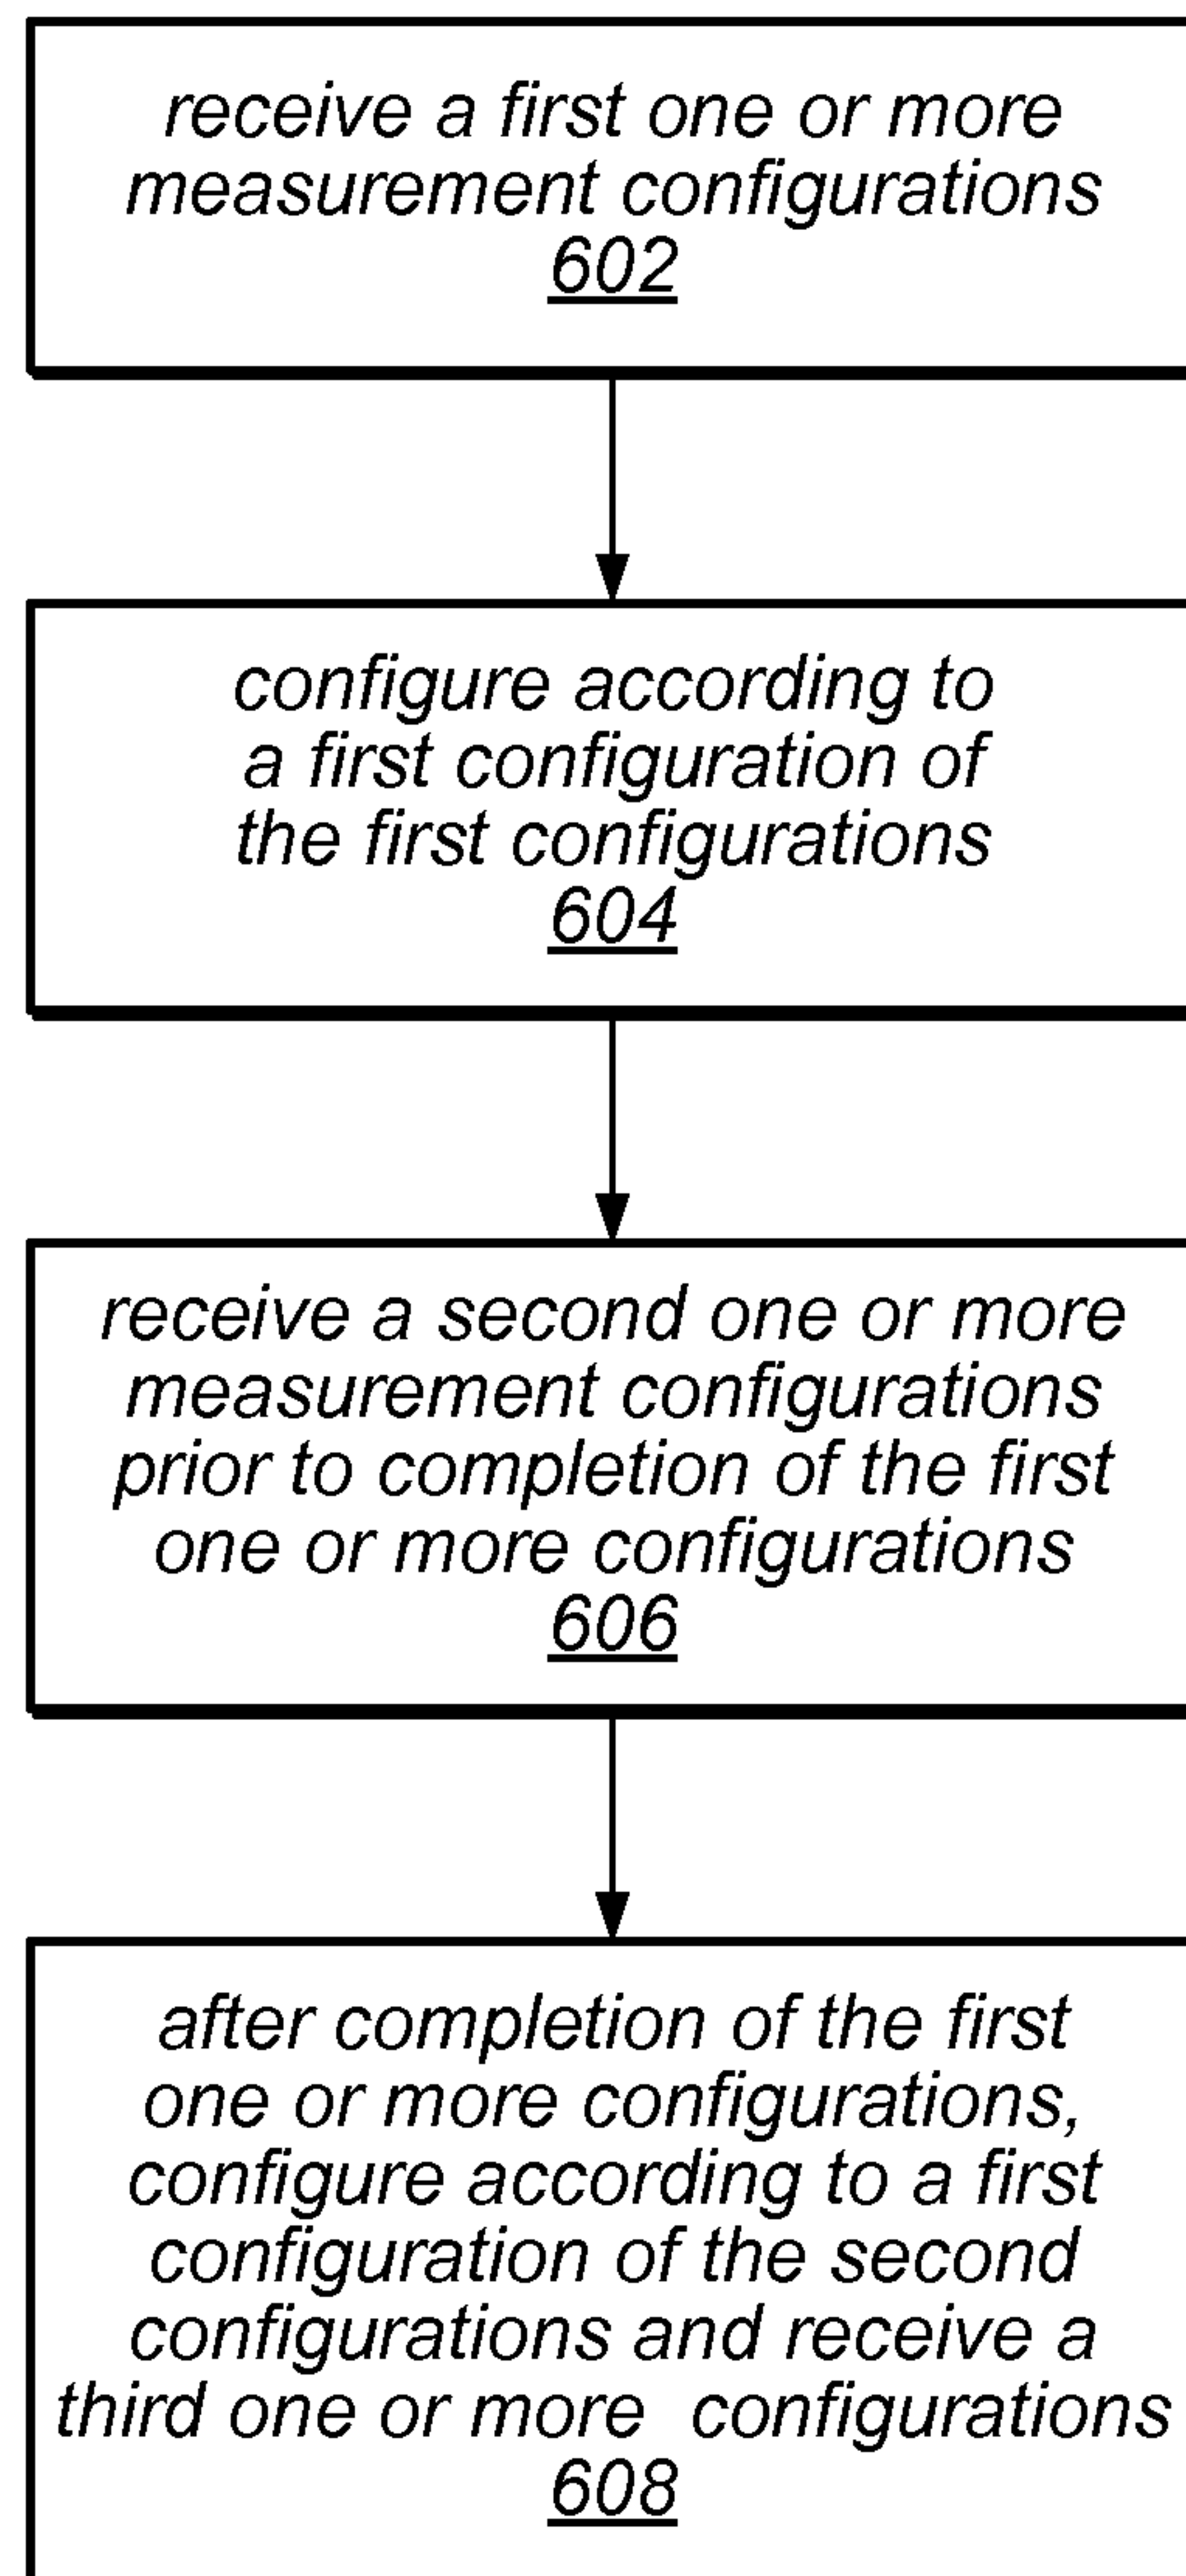 receive a first one or more
measurement configurations
602
configure according to
a first configuration of
the first configurations
604
receive a second one or more
measurement configurations
prior to completion of the first
one or more configurations
606
after completion of the first
one or more configurations,
configure according to a first
configuration of the second
configurations and receive a
third one or more  configurations
608